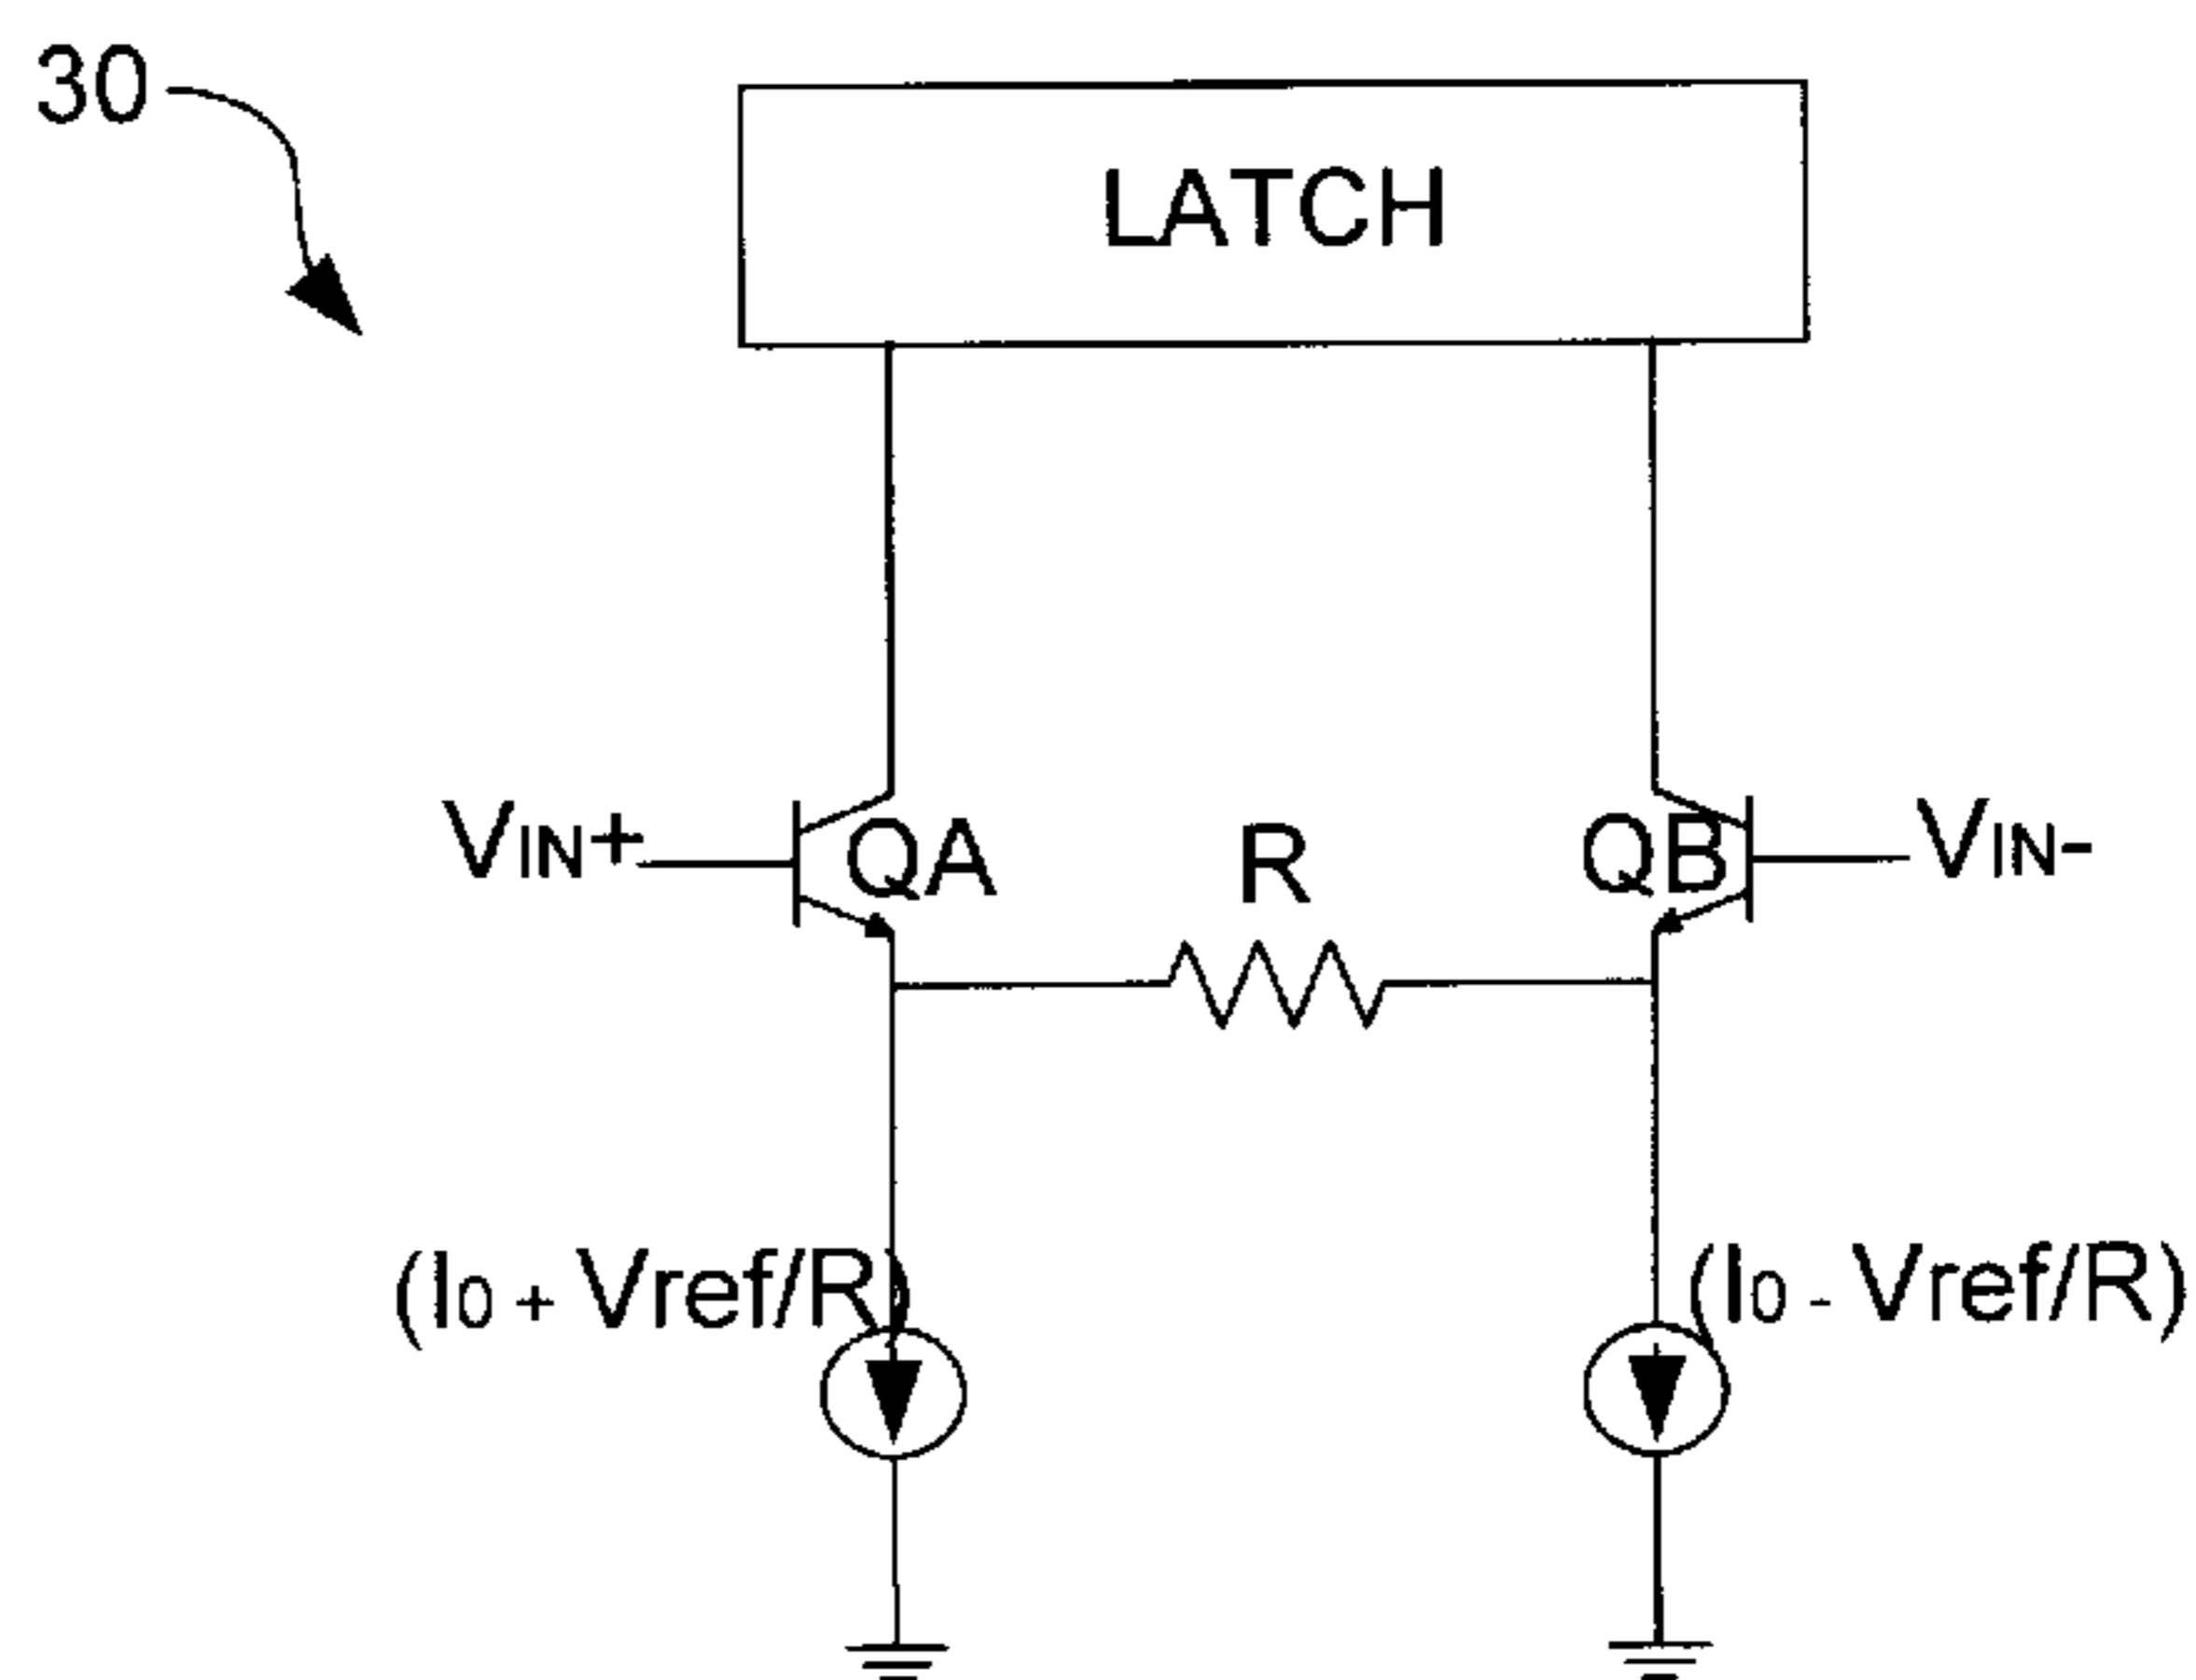 30
LATCH
VIN+
QA
R
QB
VIN-
(I0 + Vref/R)
(I0 - Vref/R)